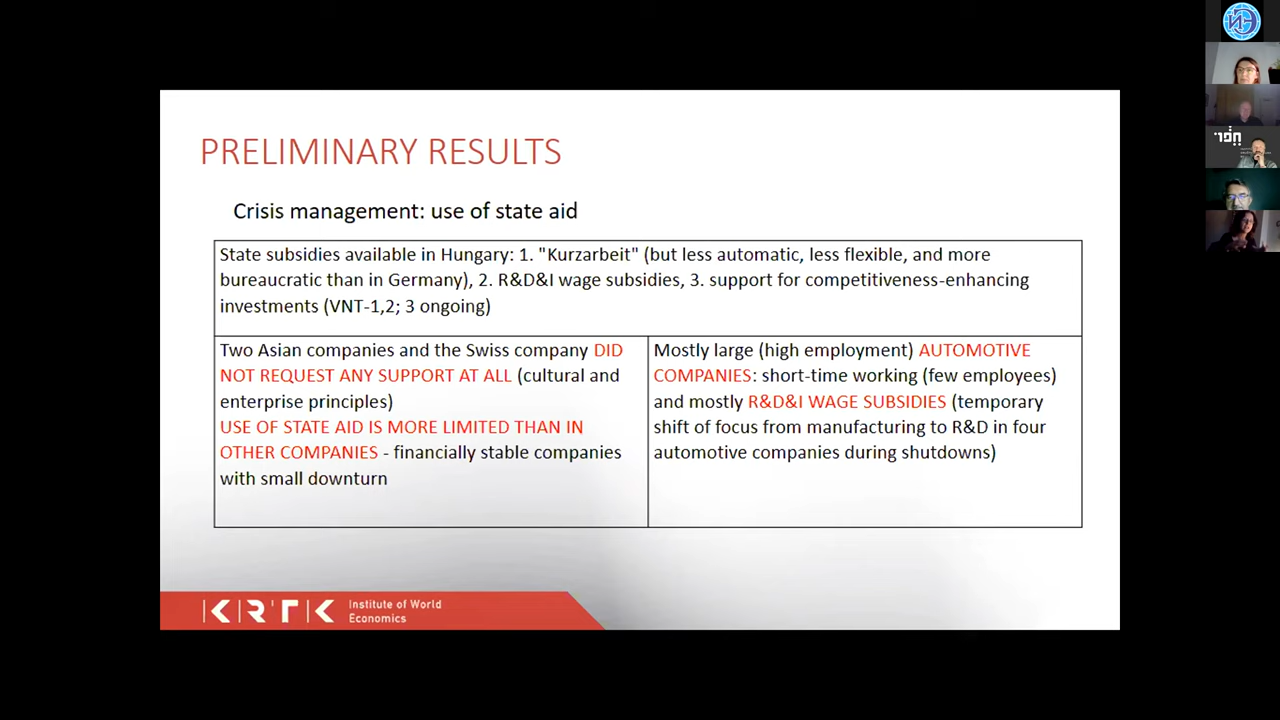 PRELIMINARY RESULTS
Crisis management: use of state aid
State subsidies available in Hungary: 1. "Kurzarbeit" (but less automatic, less flexible, and more
bureaucratic than in Germany), 2. R&D&I wage subsidies, 3. support for competitiveness-enhancing
investments (VNT-1,2; 3 ongoing)
Two Asian companies and the Swiss company DID
NOT REQUEST ANY SUPPORT AT ALL (cultural and
enterprise principles)
USE OF STATE AID IS MORE LIMITED THAN IN
OTHER COMPANIES - financially stable companies
with small downturn
Mostly large (high employment) AUTOMOTIVE
COMPANIES: short-time working (few employees)
and mostly R&D&I WAGE SUBSIDIES (temporary
shift of focus from manufacturing to R&D in four
automotive companies during shutdowns)
KRTK
Institute of World
Economics